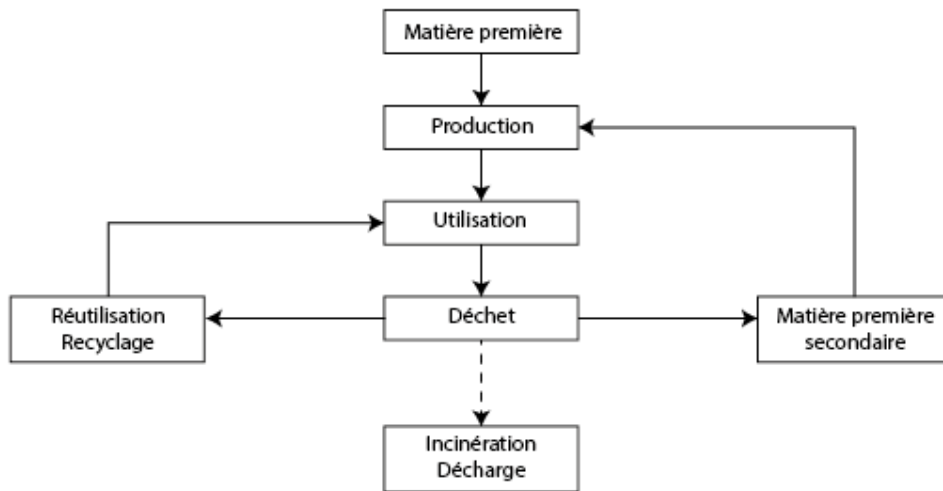 Matière première
Production
Utilisation
Réutilisation
Recyclage
Déchet
Matière première
secondaire
Incinération
Décharge